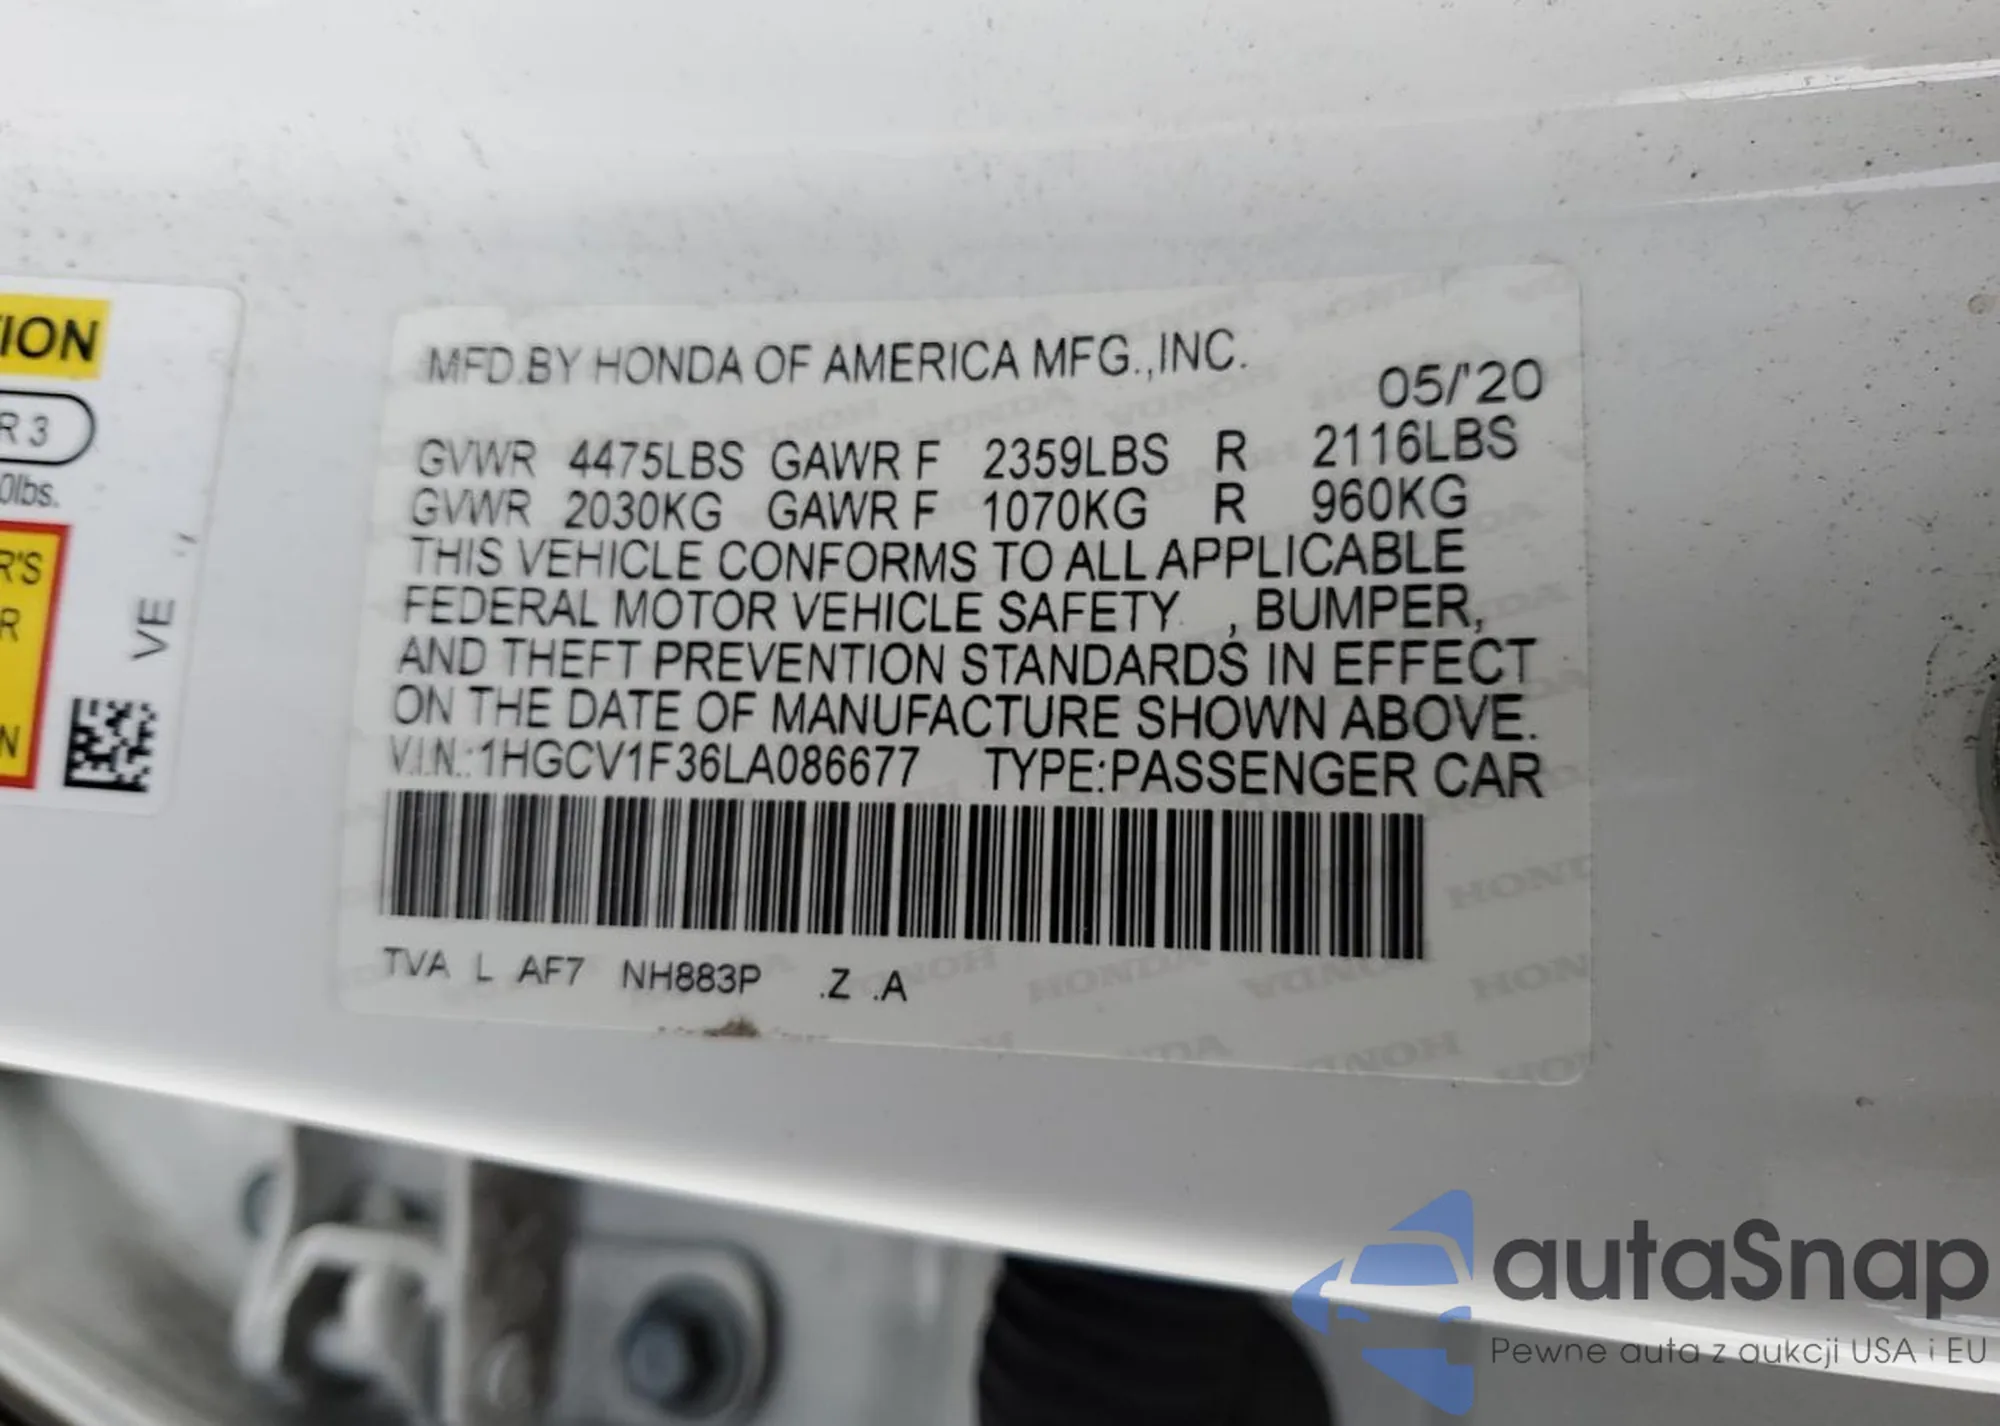 TION
R 3
0lbs.
R'S
R
N
VE
MFD.BY HONDA OF AMERICA MFG.,INC.
05/'20
GVWR 4475LBS GAWR F 2359LBS R 2116LBS
GVWR 2030KG GAWR F 1070KG R 960KG
THIS VEHICLE CONFORMS TO ALL APPLICABLE
FEDERAL MOTOR VEHICLE SAFETY , BUMPER,
AND THEFT PREVENTION STANDARDS IN EFFECT
ON THE DATE OF MANUFACTURE SHOWN ABOVE.
V.I.N.:1HGCV1F36LA086677 TYPE:PASSENGER CAR
TVA L AF7 NH883P .Z .A
autaSnap
Pewne auta z aukcji USA i EU